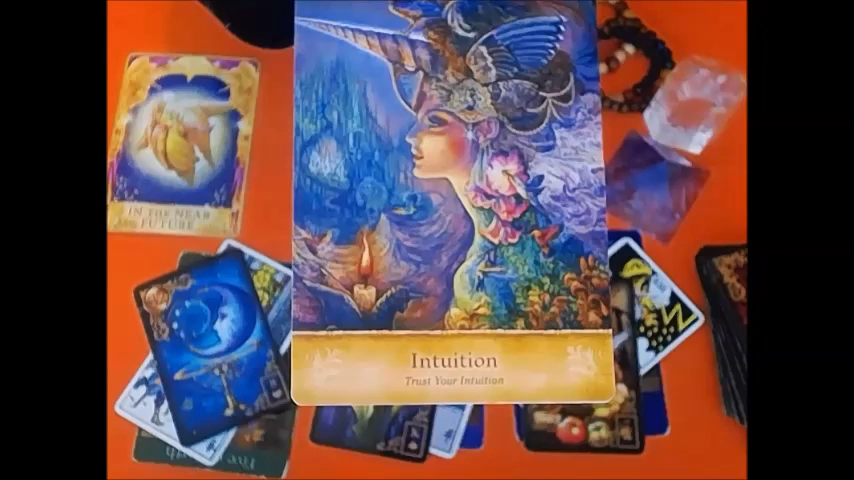 IN THE NEAR
FUTURE
Intuition
Trust Your Intuition